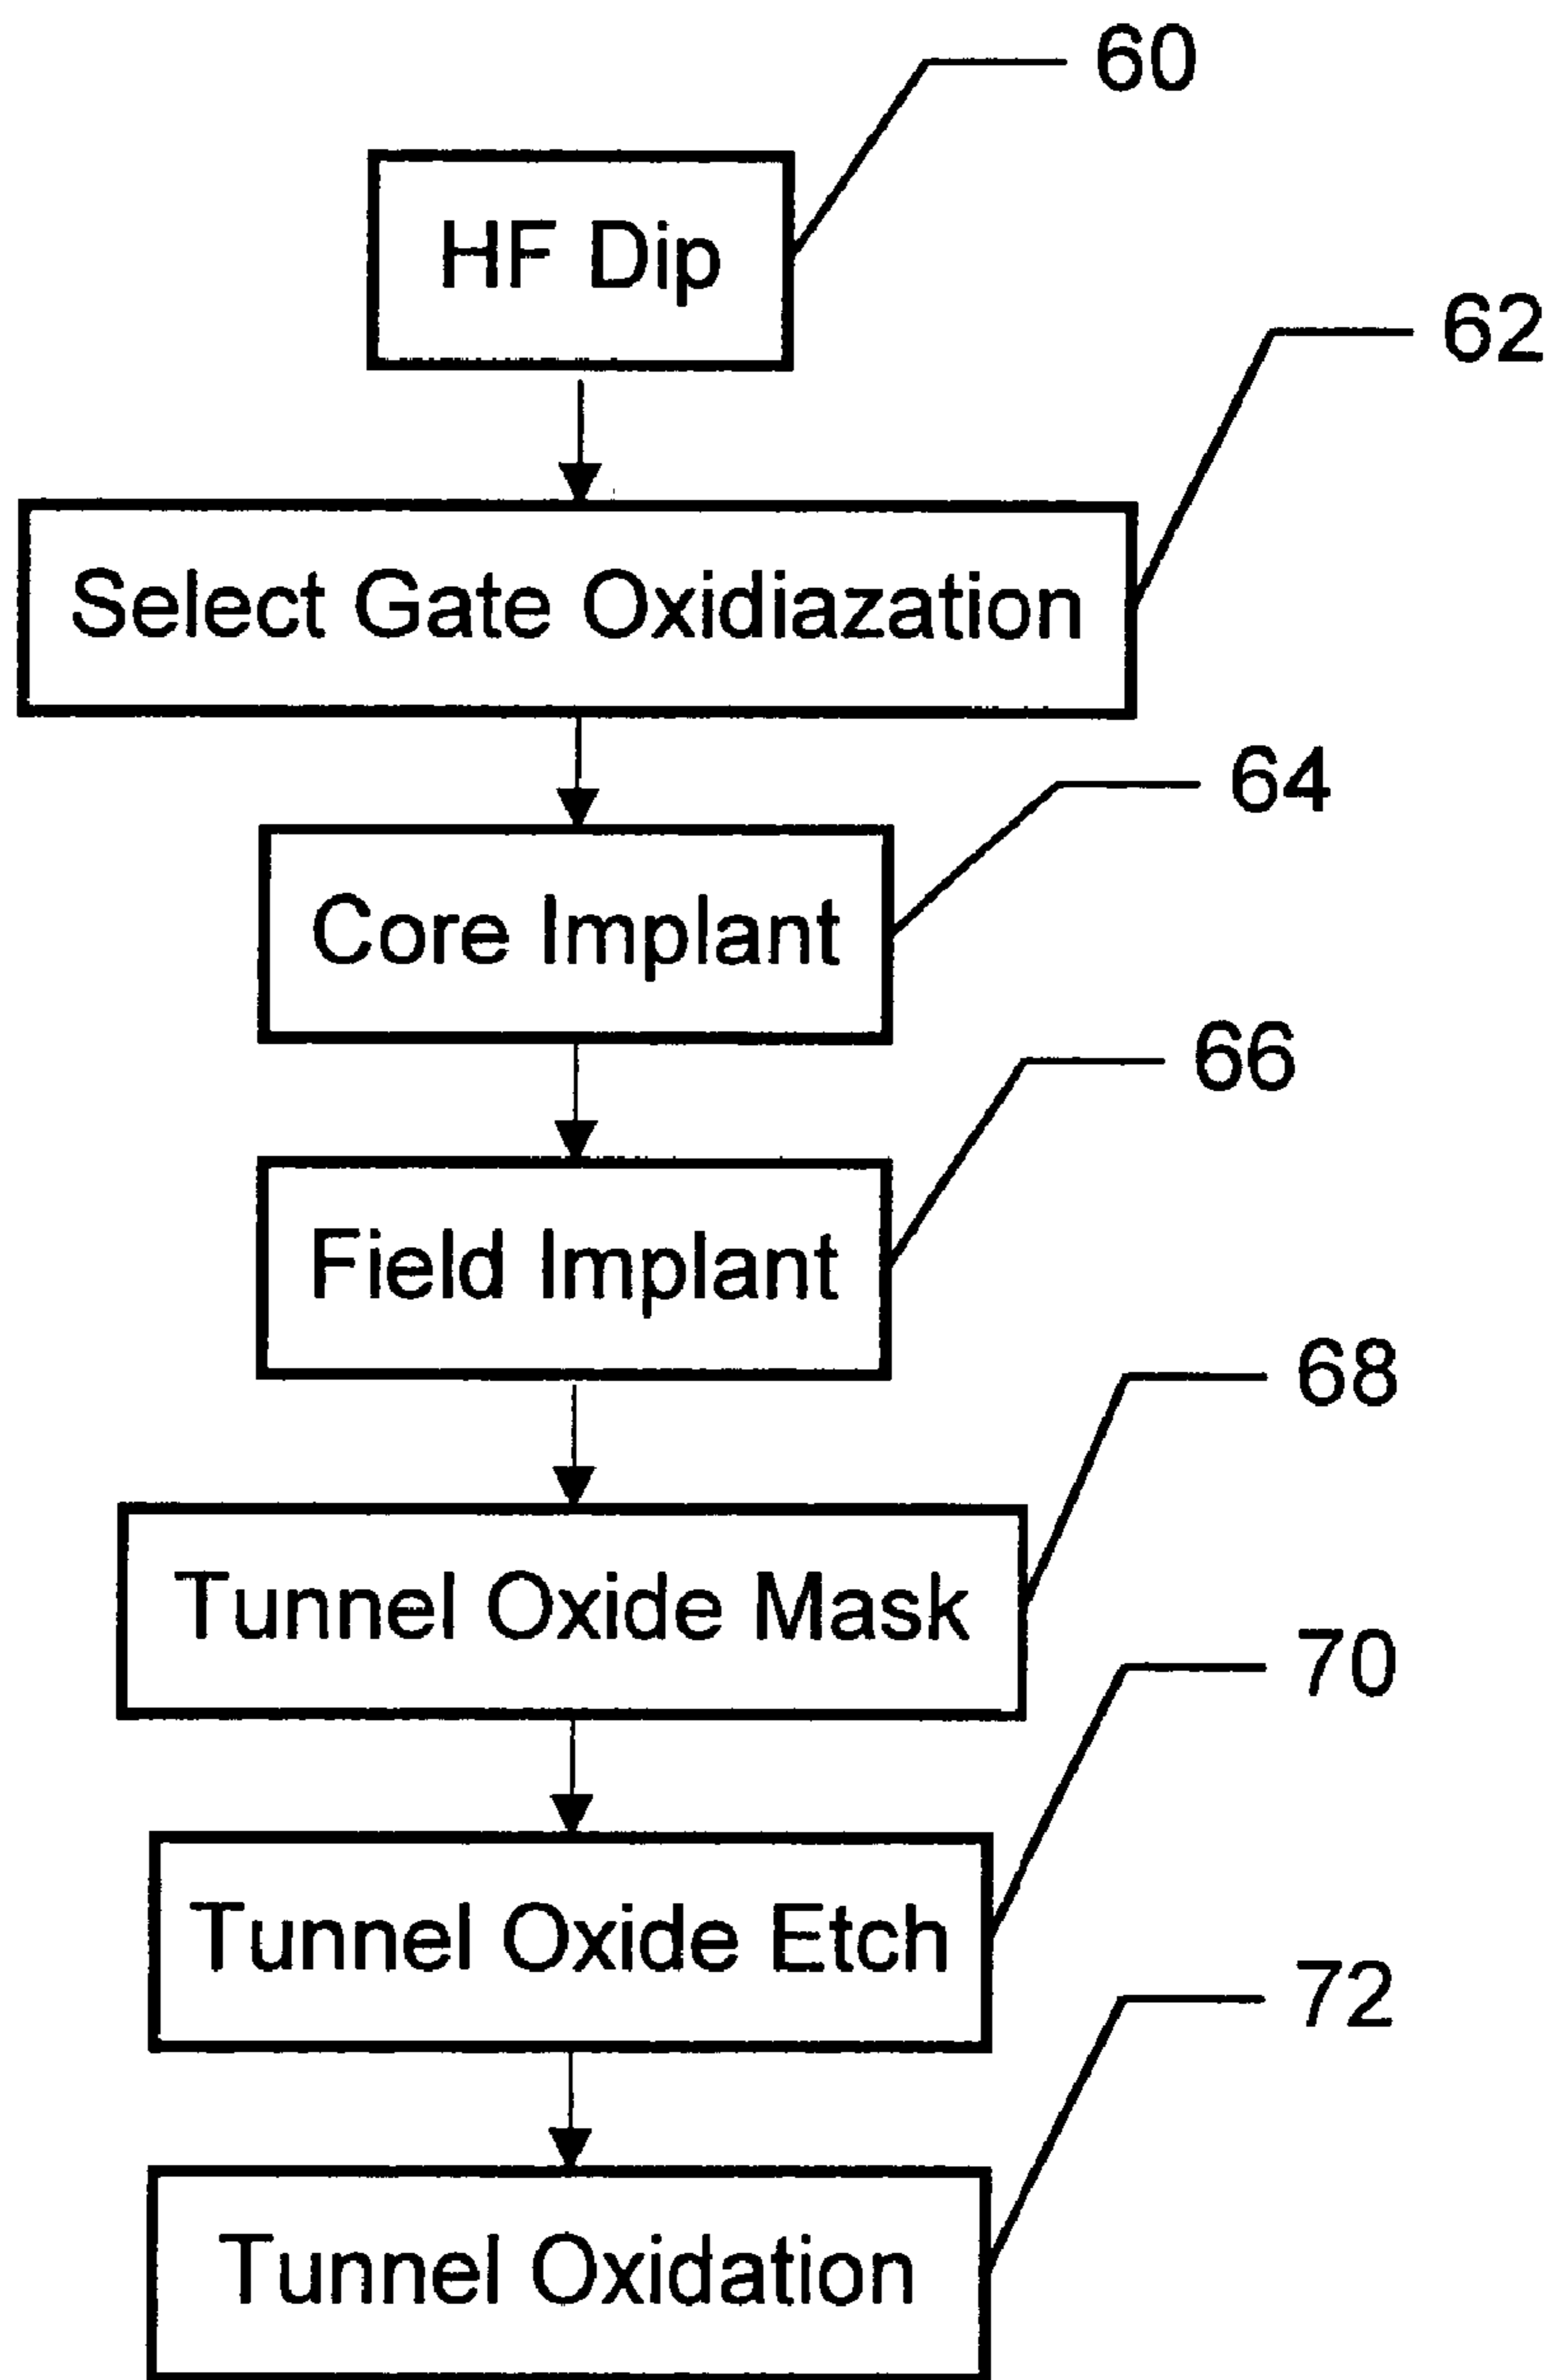 60
HF Dip
62
Select Gate Oxidiazation
64
Core Implant
66
Field Implant
68
Tunnel Oxide Mask
70
Tunnel Oxide Etch
72
Tunnel Oxidation